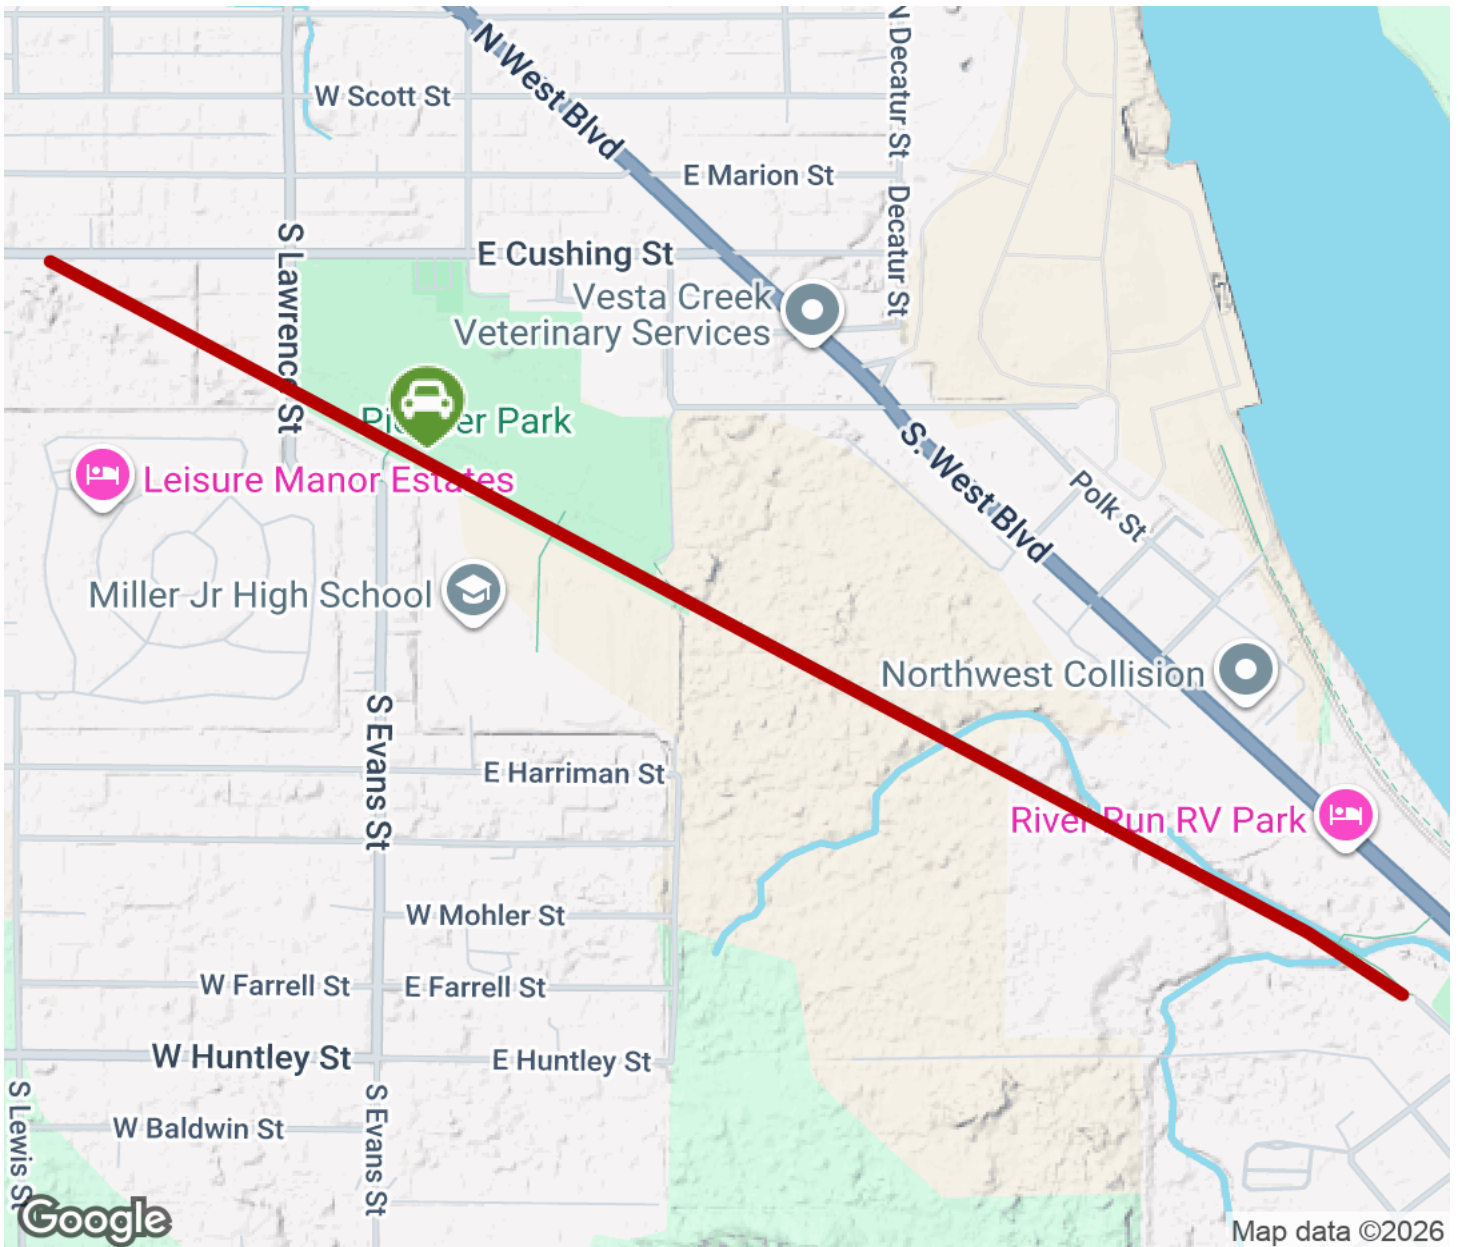 N West Blvd
N Decatur St
W Scott St
E Marion St
Decatur St
S Lawrence St
E Cushing St
Vesta Creek
Veterinary Services
Park
S. West Blvd
Leisure Manor Estates
Polk St
Miller Jr High School
Northwest Collision
S Evans St
E Harriman St
River Run RV Park
W Mohler St
W Farrell St
E Farrell St
W Huntley St
E Huntley St
S Lewis St
S Evans St
W Baldwin St
Google
Map data ©2026